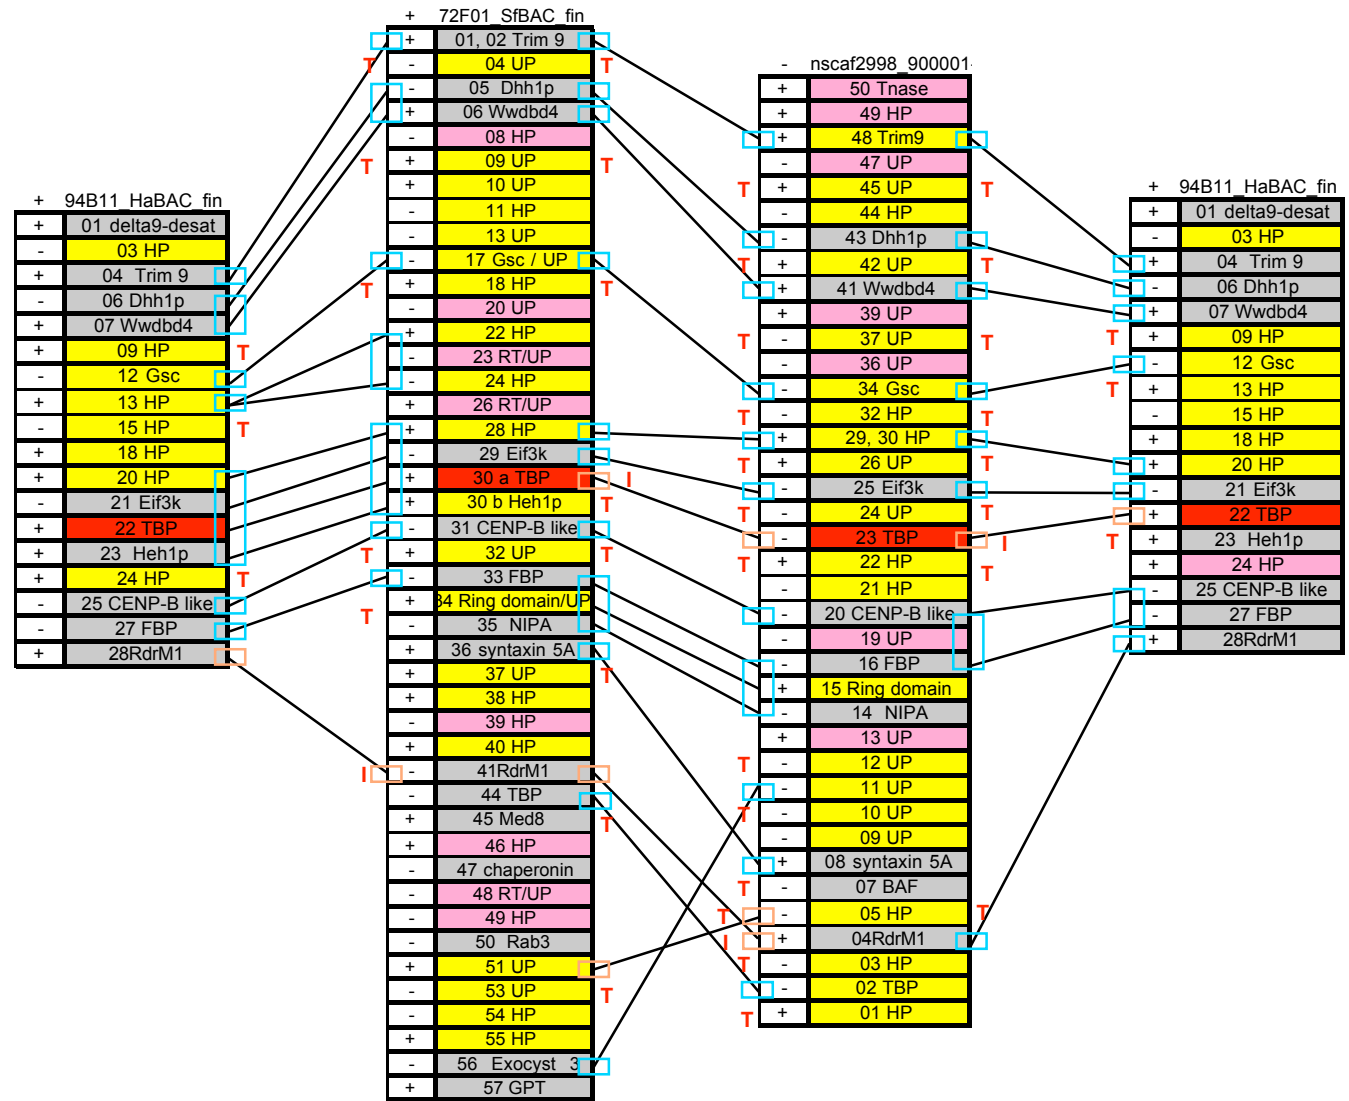 + 94B11_HaBAC_fin
+ 01 delta9-desat
- 03 HP
+ 04 Trim 9
- 06 Dhh1p
+ 07 Wwdbd4
+ 09 HP T
- 12 Gsc
+ 13 HP
- 15 HP T
+ 18 HP
+ 20 HP
- 21 Eif3k
+ 22 TBP
+ 23 Heh1p
+ 24 HP T
- 25 CENP-B like
- 27 FBP
+ 28RdrM1
+ 72F01_SfBAC_fin
+ 01, 02 Trim 9
T - 04 UP T
- 05 Dhh1p
+ 06 Wwdbd4
- 08 HP
T + 09 UP T
+ 10 UP
- 11 HP
- 13 UP
- 17 Gsc / UP
T + 18 HP T
- 20 UP
+ 22 HP
- 23 RT/UP
- 24 HP
+ 26 RT/UP
+ 28 HP
- 29 Eif3k
+ 30 a TBP I
+ 30 b Heh1p T
- 31 CENP-B like
T + 32 UP T
- 33 FBP
T + 34 Ring domain/UP
- 35 NIPA
+ 36 syntaxin 5A
+ 37 UP T
+ 38 HP
- 39 HP
+ 40 HP
I - 41RdrM1
- 44 TBP
+ 45 Med8 T
+ 46 HP
- 47 chaperonin
- 48 RT/UP
- 49 HP
- 50 Rab3
+ 51 UP
- 53 UP T
- 54 HP
+ 55 HP
- 56 Exocyst 3
+ 57 GPT
- nscaf2998_900001-
+ 50 Tnase
+ 49 HP
+ 48 Trim9
- 47 UP
T + 45 UP T
- 44 HP
- 43 Dhh1p
T + 42 UP T
+ 41 Wwdbd4
+ 39 UP
T - 37 UP T
- 36 UP
- 34 Gsc
T - 32 HP T
+ 29, 30 HP
T + 26 UP T
- 25 Eif3k
T - 24 UP T
- 23 TBP I
T + 22 HP T
- 21 HP
- 20 CENP-B like
- 19 UP
- 16 FBP
+ 15 Ring domain
- 14 NIPA
+ 13 UP
T - 12 UP
- 11 UP
T - 10 UP
- 09 UP
+ 08 syntaxin 5A
T - 07 BAF
T - 05 HP T
I + 04RdrM1
T - 03 HP
- 02 TBP
T + 01 HP
+ 94B11_HaBAC_fin
+ 01 delta9-desat
- 03 HP
+ 04 Trim 9
- 06 Dhh1p
+ 07 Wwdbd4
T + 09 HP
- 12 Gsc
T + 13 HP
- 15 HP
+ 18 HP
+ 20 HP
- 21 Eif3k
+ 22 TBP
T + 23 Heh1p
+ 24 HP
- 25 CENP-B like
- 27 FBP
+ 28RdrM1